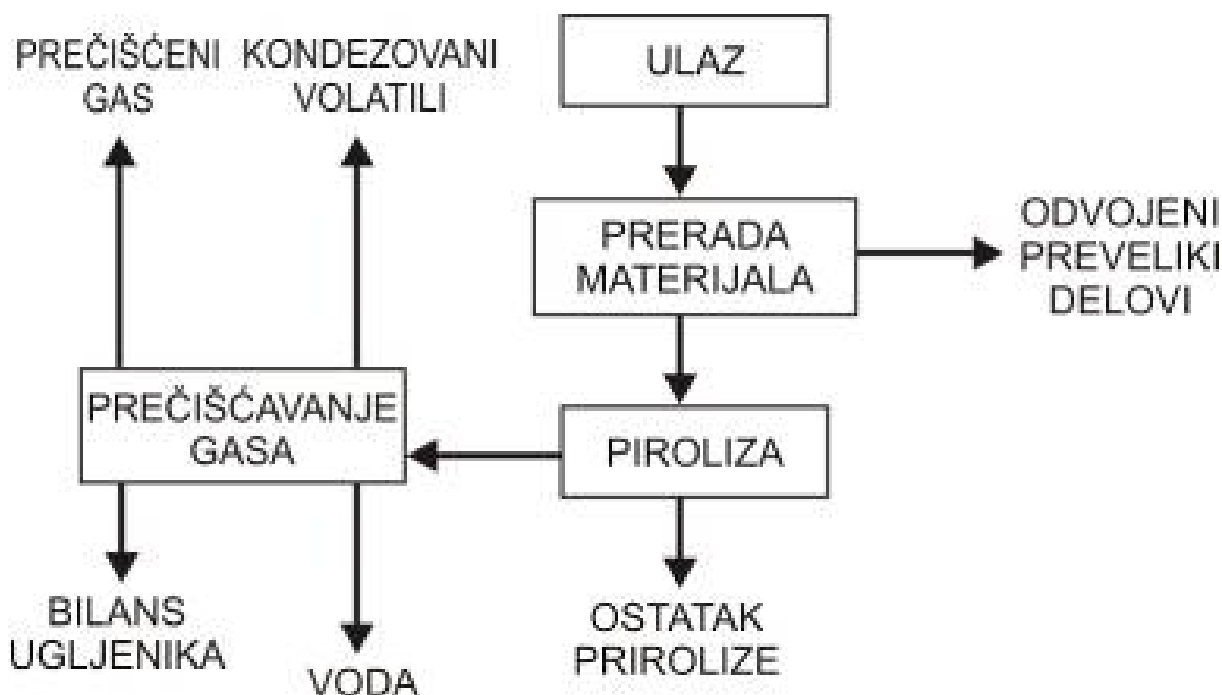 PREČIŠĆENI
GAS
KONDEZOVANI
VOLATILI
ULAZ
PRERADA
MATERIJALA
ODVOJENI
PREVELIKI
DELOVI
PREČIŠĆAVANJE
GASA
PIROLIZA
BILANS
UGLJENIKA
VODA
OSTATAK
PRIROLIZE